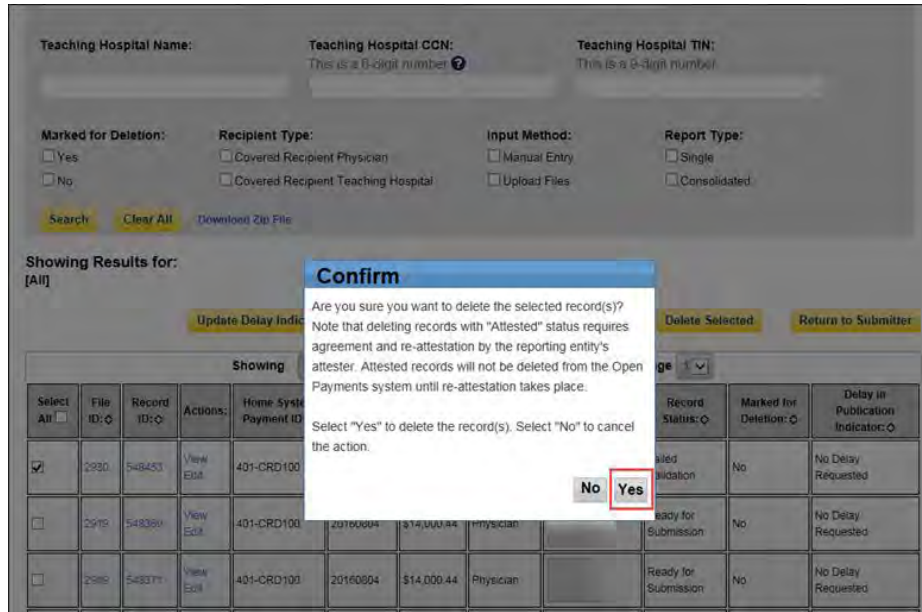 Teaching Hospital Name: Teaching Hospital CCN: Teaching Hospital TIN:
This is a 6-digit number ? This is a 9-digit number.
Marked for Deletion: Recipient Type: Input Method: Report Type:
Yes Covered Recipient Physician Manual Entry Single
No Covered Recipient Teaching Hospital Upload Files Consolidated
Search Clear All Download Zip File
Showing Results for:
[All]
Confirm
Are you sure you want to delete the selected record(s)?
Note that deleting records with "Attested" status requires
agreement and re-attestation by the reporting entity's
attester. Attested records will not be deleted from the Open
Payments system until re-attestation takes place.
Select "Yes" to delete the record(s). Select "No" to cancel
the action.
No Yes
Update Delay Delete Selected Return to Submitter
Showing 1
Select All File ID: Record ID: Actions: Home Payment ID Record Status: Marked for Deletion: Delay in Publication Indicator:
2930 548453 View Edit 401-CRD100 No No Delay Requested
2919 View Edit 401-CRD100 20160804 $14,000.44 Physician Submission No No Delay Requested
548371 View Edit 401-CRD100 20160804 $14,000.44 Physician Ready for Submission No No Delay Requested